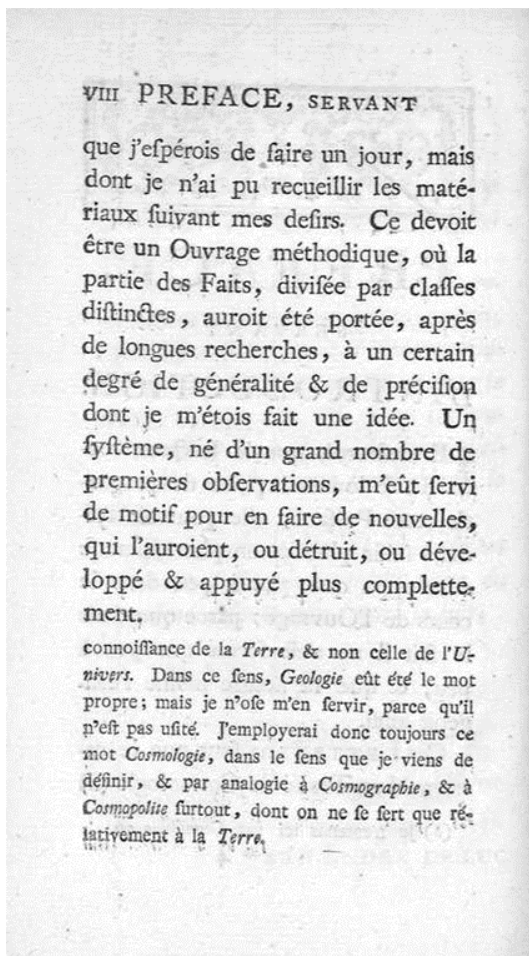 VIII PREFACE, SERVANT
que j'eſpérois de faire un jour, mais
dont je n'ai pu recueillir les maté-
riaux ſuivant mes deſirs. Ce devoit
être un Ouvrage méthodique, où la
partie des Faits, diviſée par claſſes
diſtinctes, auroit été portée, après
de longues recherches, à un certain
degré de généralité & de préciſion
dont je m'étois fait une idée. Un
ſyſtème, né d'un grand nombre de
premières obſervations, m'eût ſervi
de motif pour en faire de nouvelles,
qui l'auroient, ou détruit, ou déve-
loppé & appuyé plus complette-
ment.
connoiſſance de la Terre, & non celle de l'U-
nivers. Dans ce ſens, Geologie eût été le mot
propre; mais je n'oſe m'en ſervir, parce qu'il
n'eſt pas uſité. J'employerai donc toujours ce
mot Cosmologie, dans le ſens que je viens de
définir, & par analogie à Cosmographie, & à
Cosmopolite ſurtout, dont on ne ſe ſert que ré-
lativement à la Terre.